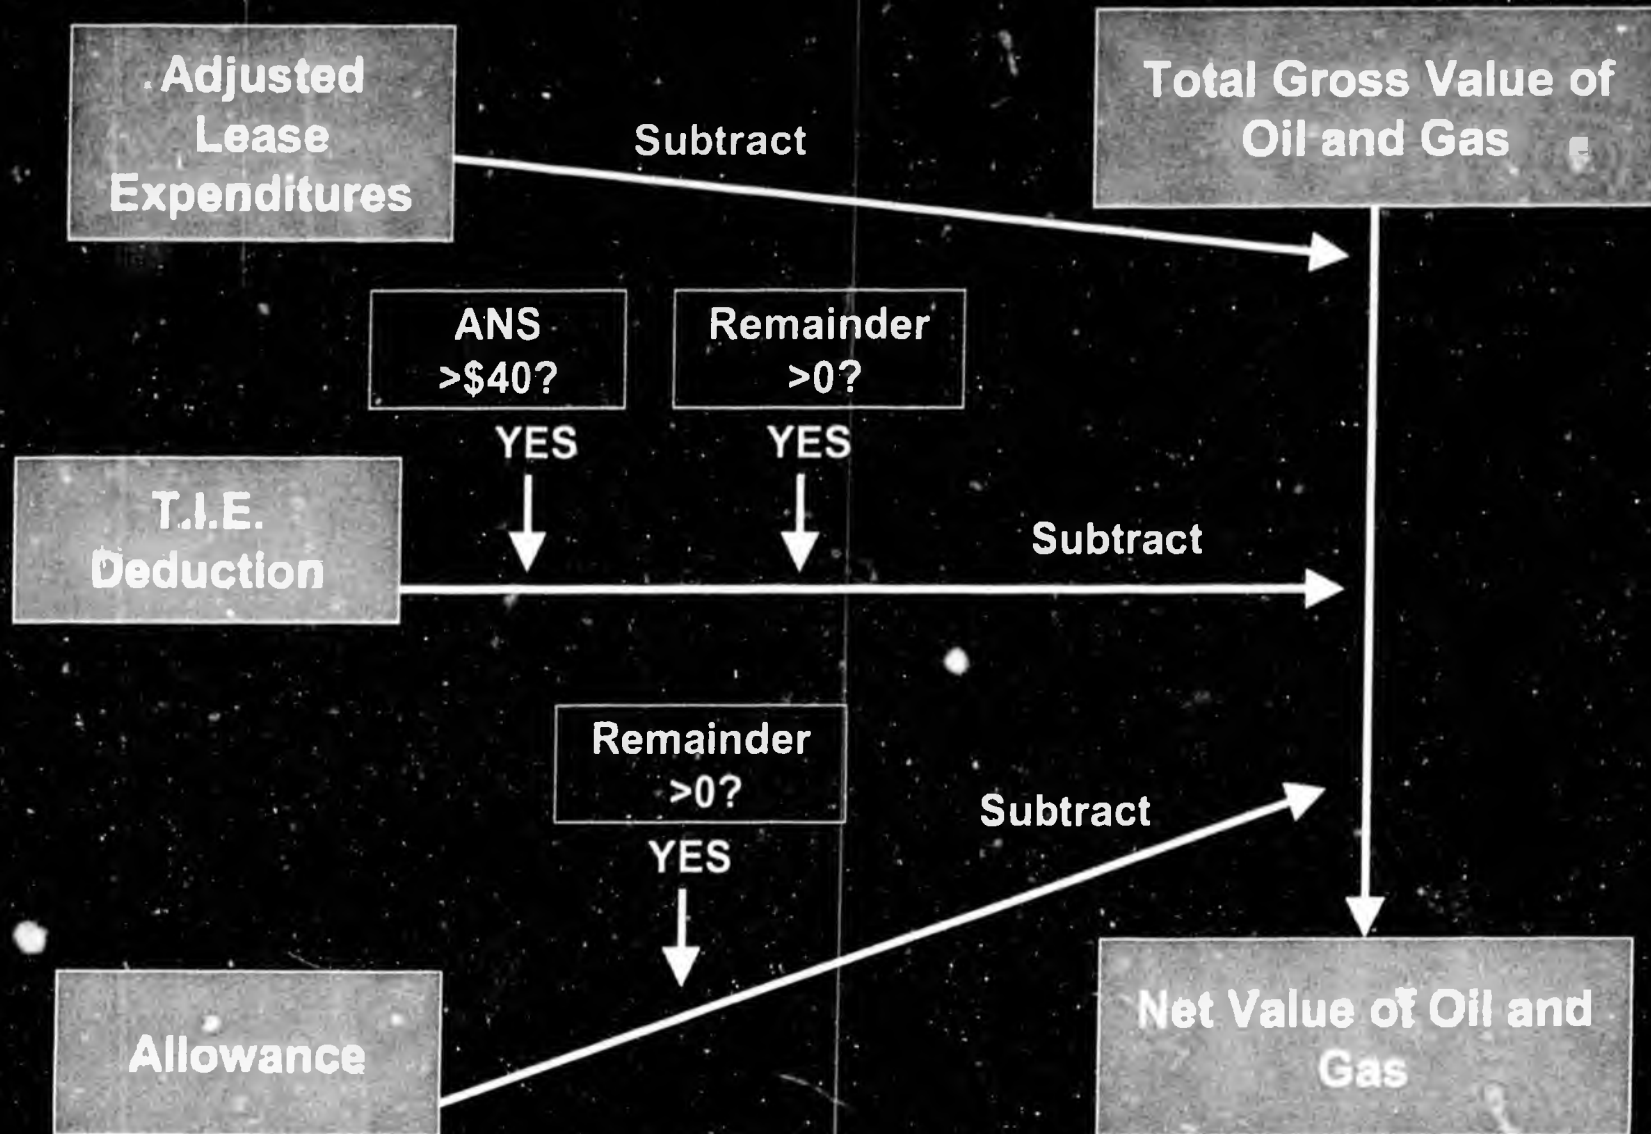 Adjusted
Lease
Expenditures
Subtract
Total Gross Value of
Oil and Gas
ANS
>$40?
YES
Remainder
>0?
YES
T.I.E.
Deduction
Subtract
Remainder
>0?
YES
Subtract
Allowance
Net Value of Oil and
Gas